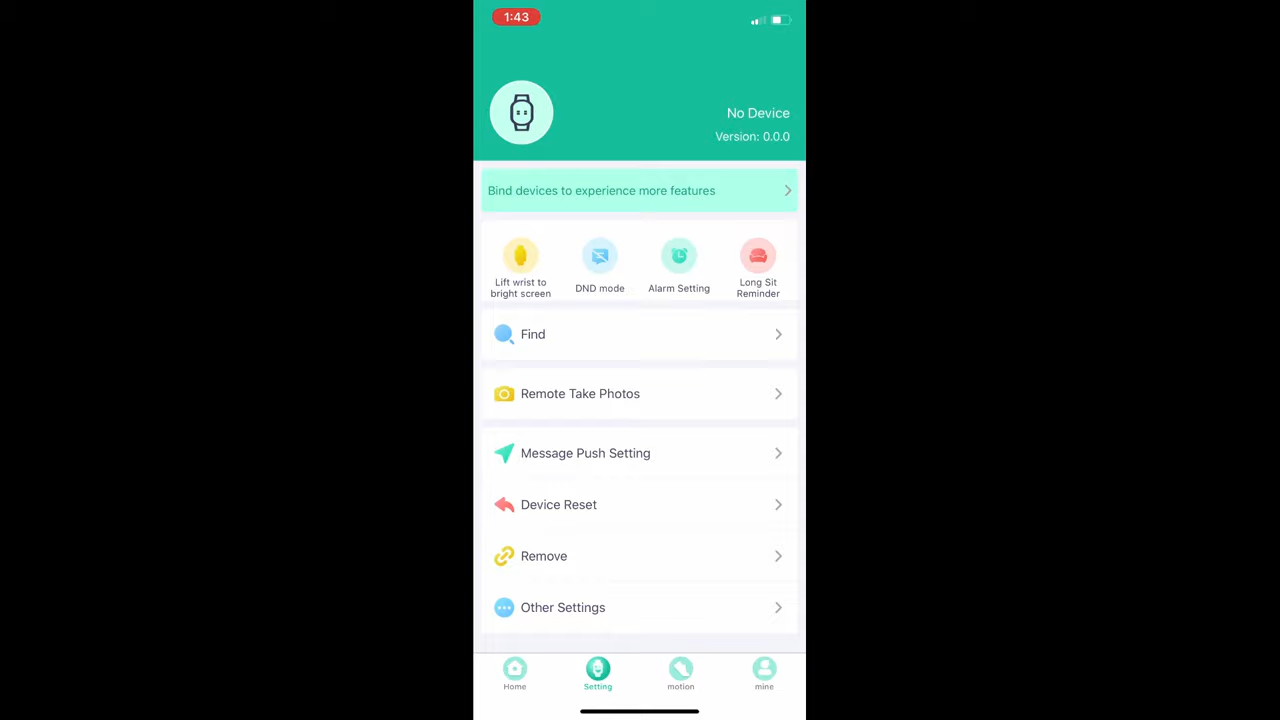 1:43
No Device
Version: 0.0.0
Bind devices to experience more features
Lift wrist to
bright screen
DND mode
Alarm Setting
Long Sit
Reminder
Find
Remote Take Photos
Message Push Setting
Device Reset
Remove
Other Settings
Home
Setting
motion
mine